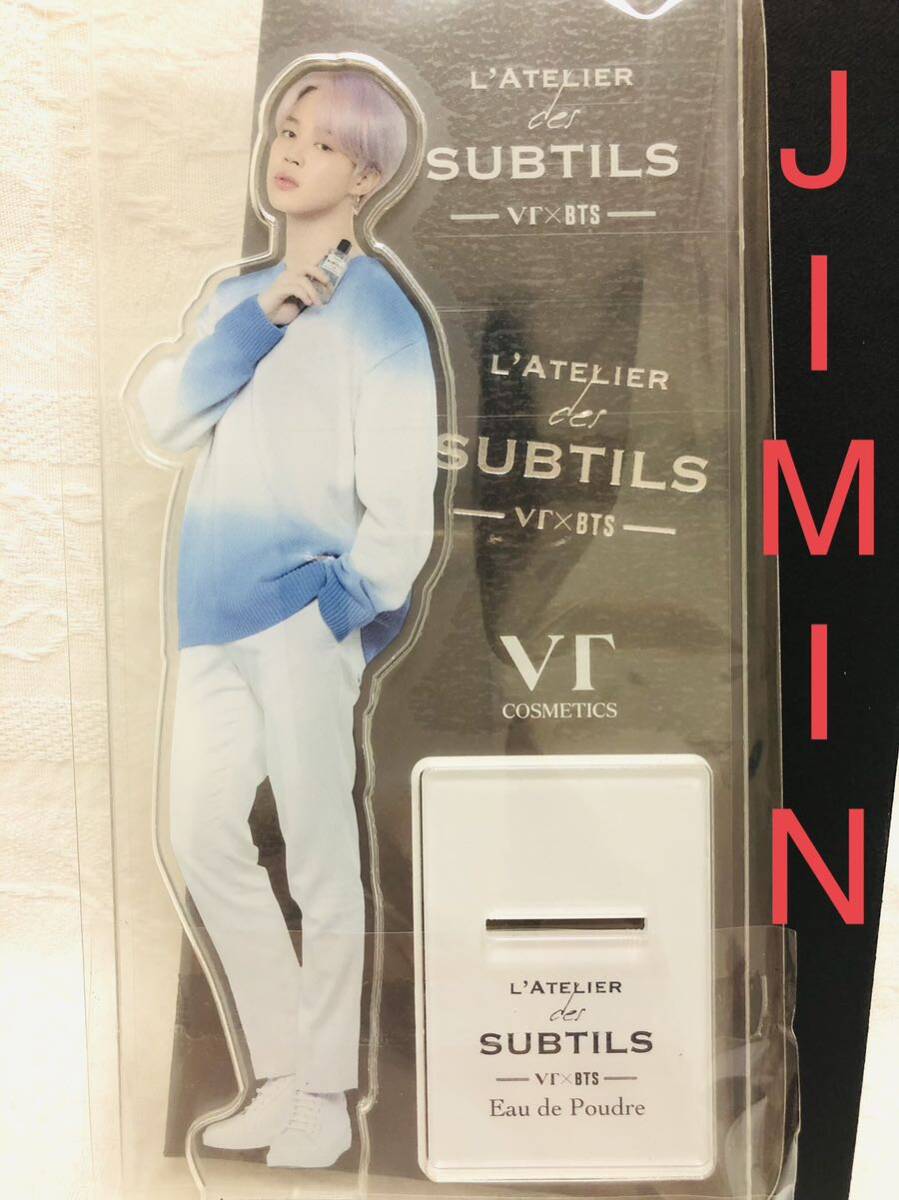 L'ATELIER
des
SUBTILS
VT×BTS
L'ATELIER
des
SUBTILS
VT×BTS
VT
COSMETICS
L'ATELIER
des
SUBTILS
VT×BTS
Eau de Poudre
J
I
M
I
N